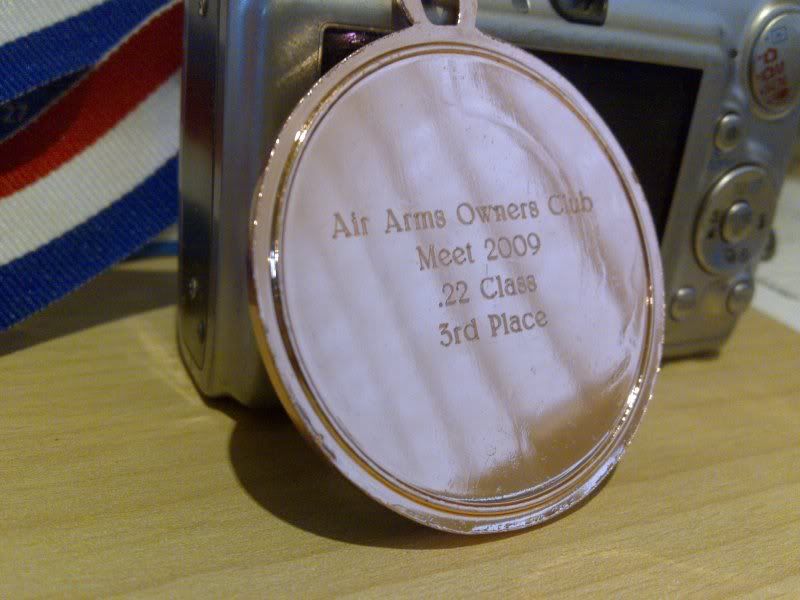 Air Arms Owners Club
Meet 2009
.22 Class
3rd Place